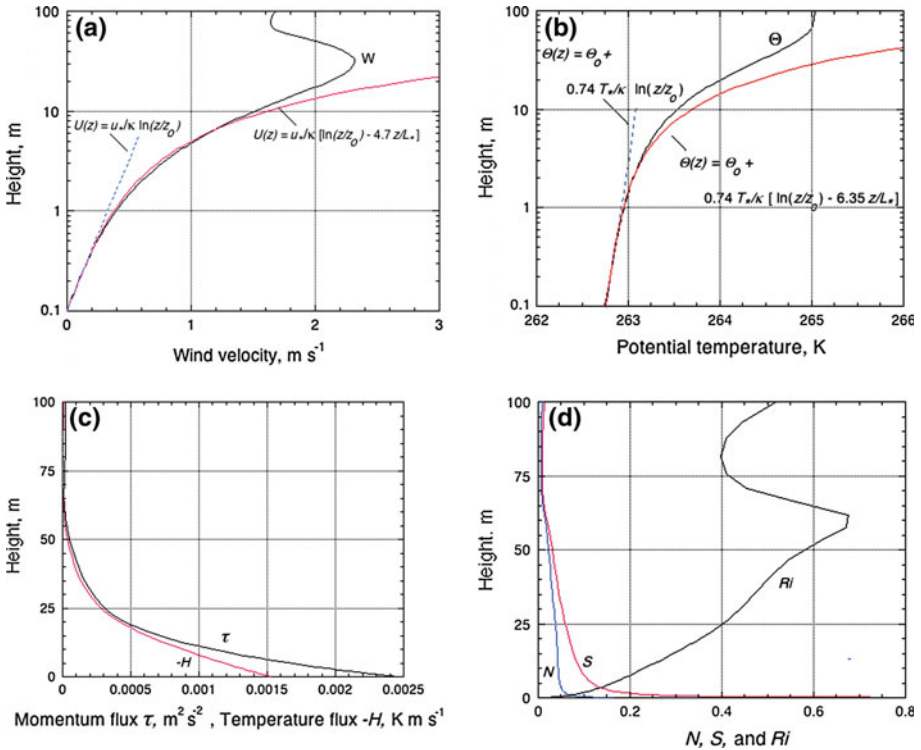 (a)
100
W
U(z) = u*/κ ln(z/z₀)
U(z) = u*/κ [ln(z/z₀) - 4.7 z/L*]
10
1
0.1
Height, m
0 1 2 3
Wind velocity, m s⁻¹
(b)
100
Θ(z) = Θo +
Θ
0.74 T*/κ ln(z/zo)
10
Θ(z) = Θo +
0.74 T*/κ [ ln(z/zo) - 6.35 z/L*]
1
0.1
Height, m
262 263 264 265 266
Potential temperature, K
(c)
100
75
50
25
0
Height, m
τ
-H
0 0.0005 0.001 0.0015 0.002 0.0025
Momentum flux τ, m² s⁻² , Temperature flux -H, K m s⁻¹
(d)
100
75
50
25
0
Height. m
Ri
N
S
0 0.2 0.4 0.6 0.8
N, S, and Ri